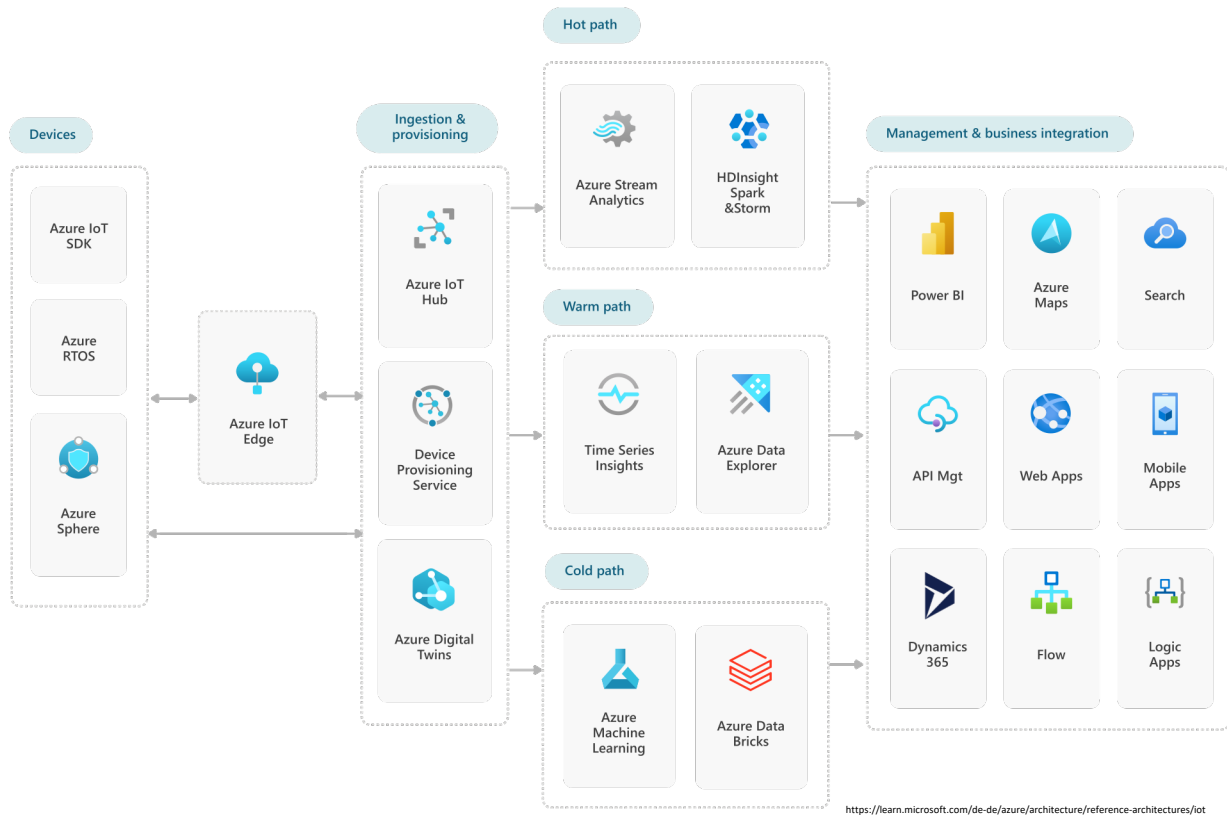 Devices
Azure IoT
SDK
Azure
RTOS
Azure
Sphere
Azure IoT
Edge
Ingestion &
provisioning
Azure IoT
Hub
Device
Provisioning
Service
Azure Digital
Twins
Hot path
Azure Stream
Analytics
HDInsight
Spark
&Storm
Warm path
Time Series
Insights
Azure Data
Explorer
Cold path
Azure
Machine
Learning
Azure Data
Bricks
Management & business integration
Power BI
Azure
Maps
Search
API Mgt
Web Apps
Mobile
Apps
Dynamics
365
Flow
Logic
Apps
https://learn.microsoft.com/de-de/azure/architecture/reference-architectures/iot